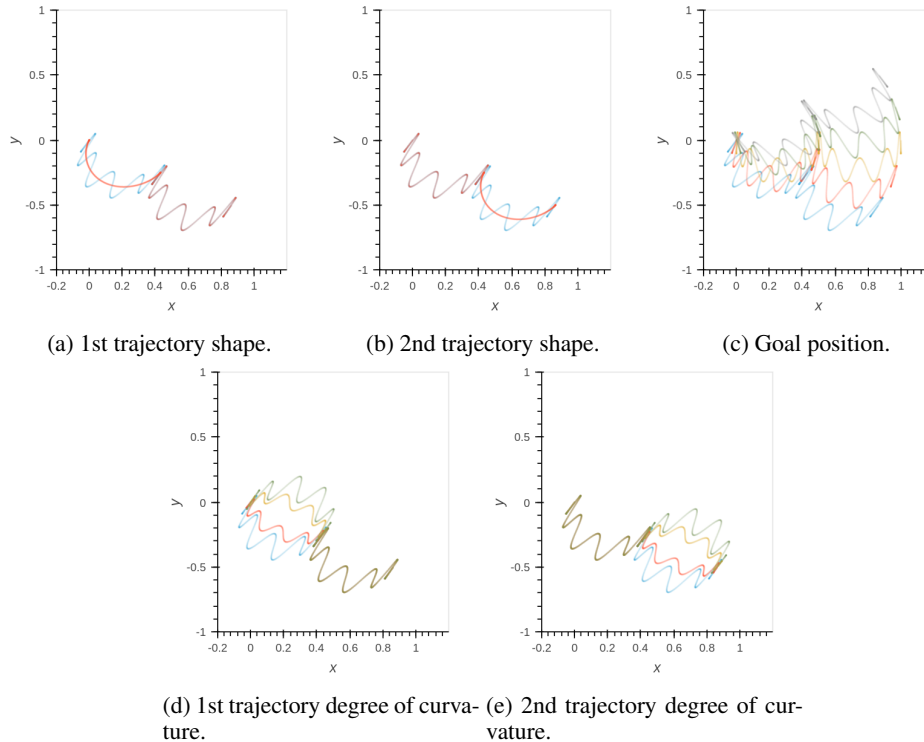 1
0.5
0
-0.5
-1
y
-0.2 0 0.2 0.4 0.6 0.8 1
x
(a) 1st trajectory shape.
1
0.5
0
-0.5
-1
y
-0.2 0 0.2 0.4 0.6 0.8 1
x
(b) 2nd trajectory shape.
1
0.5
0
-0.5
-1
y
-0.2 0 0.2 0.4 0.6 0.8 1
x
(c) Goal position.
1
0.5
0
-0.5
-1
y
-0.2 0 0.2 0.4 0.6 0.8 1
x
(d) 1st trajectory degree of curva-
ture.
1
0.5
0
-0.5
-1
y
-0.2 0 0.2 0.4 0.6 0.8 1
x
(e) 2nd trajectory degree of cur-
vature.